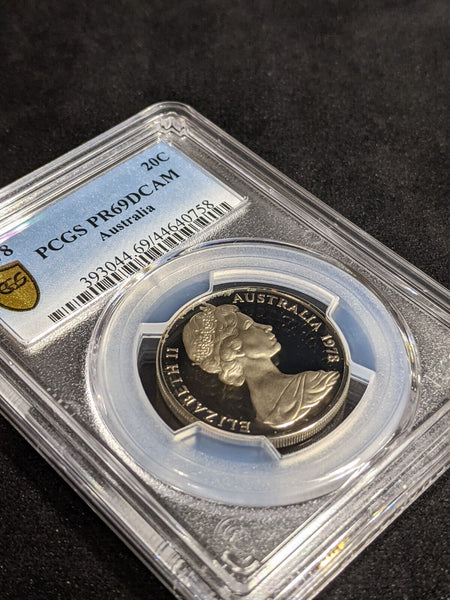 8
20C
PCGS PR69DCAM
Australia
393044.69/44640758
PCGS
ELIZABETH II
AUSTRALIA 1978